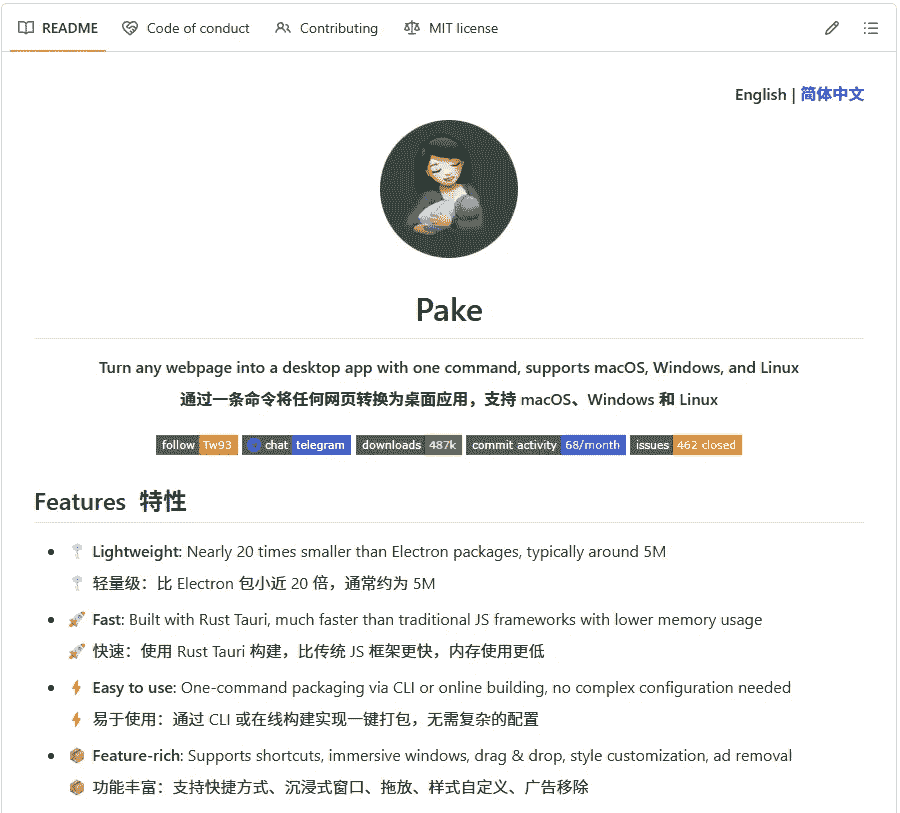 README Code of conduct Contributing MIT license
English | 简体中文
Pake
Turn any webpage into a desktop app with one command, supports macOS, Windows, and Linux
通过一条命令将任何网页转换为桌面应用，支持 macOS、Windows 和 Linux
follow Tw93 chat telegram downloads 487k commit activity 68/month issues 462 closed
Features 特性
Lightweight: Nearly 20 times smaller than Electron packages, typically around 5M
轻量级：比 Electron 包小近 20 倍，通常约为 5M
Fast: Built with Rust Tauri, much faster than traditional JS frameworks with lower memory usage
快速：使用 Rust Tauri 构建，比传统 JS 框架更快，内存使用更低
Easy to use: One-command packaging via CLI or online building, no complex configuration needed
易于使用：通过 CLI 或在线构建实现一键打包，无需复杂的配置
Feature-rich: Supports shortcuts, immersive windows, drag & drop, style customization, ad removal
功能丰富：支持快捷方式、沉浸式窗口、拖放、样式自定义、广告移除